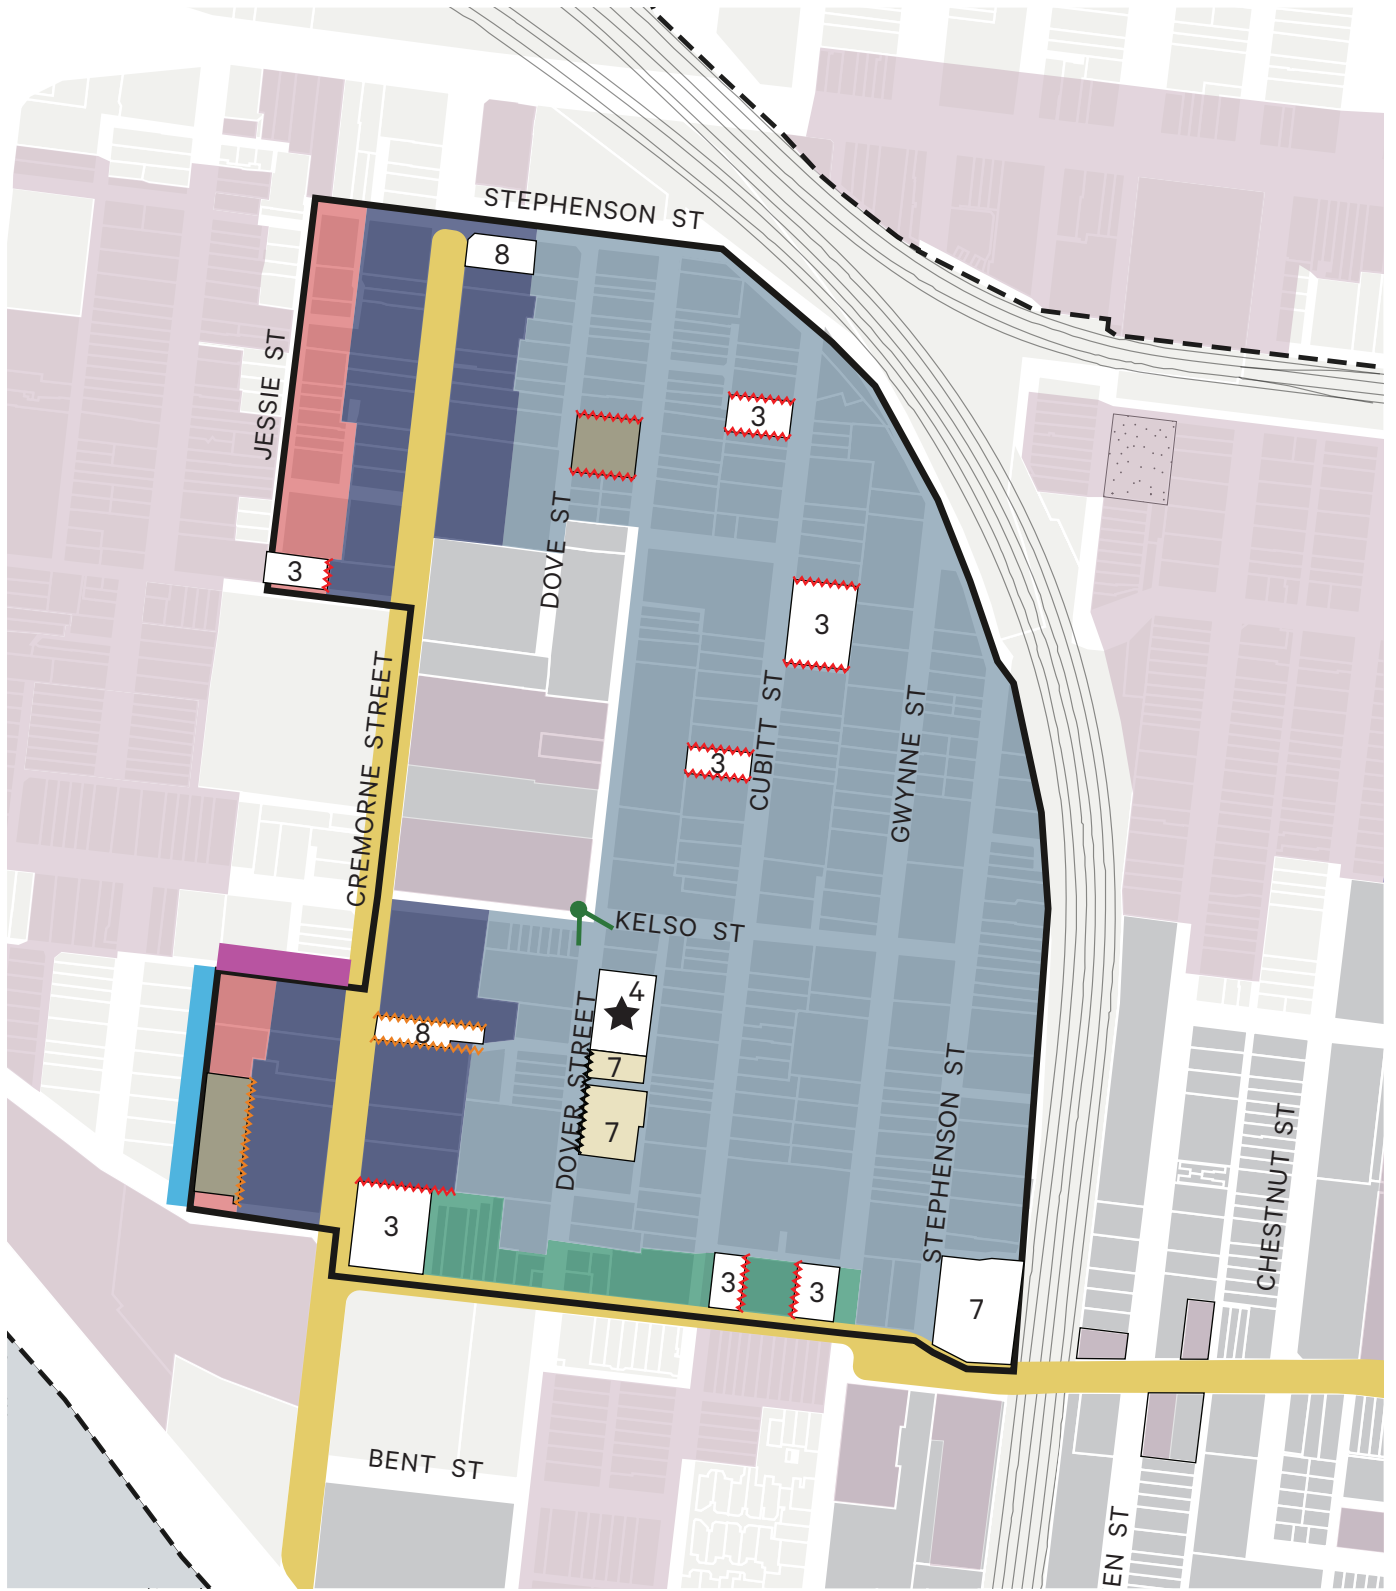 STEPHENSON ST
8
JESSIE ST
3
DOVE ST
3
3
CREMORNE STREET
CUBITT ST
GWYNNE ST
3
KELSO ST
4
8
DOVER STREET
7
7
STEPHENSON ST
CHESTNUT ST
3
3
3
7
BENT ST
EN ST